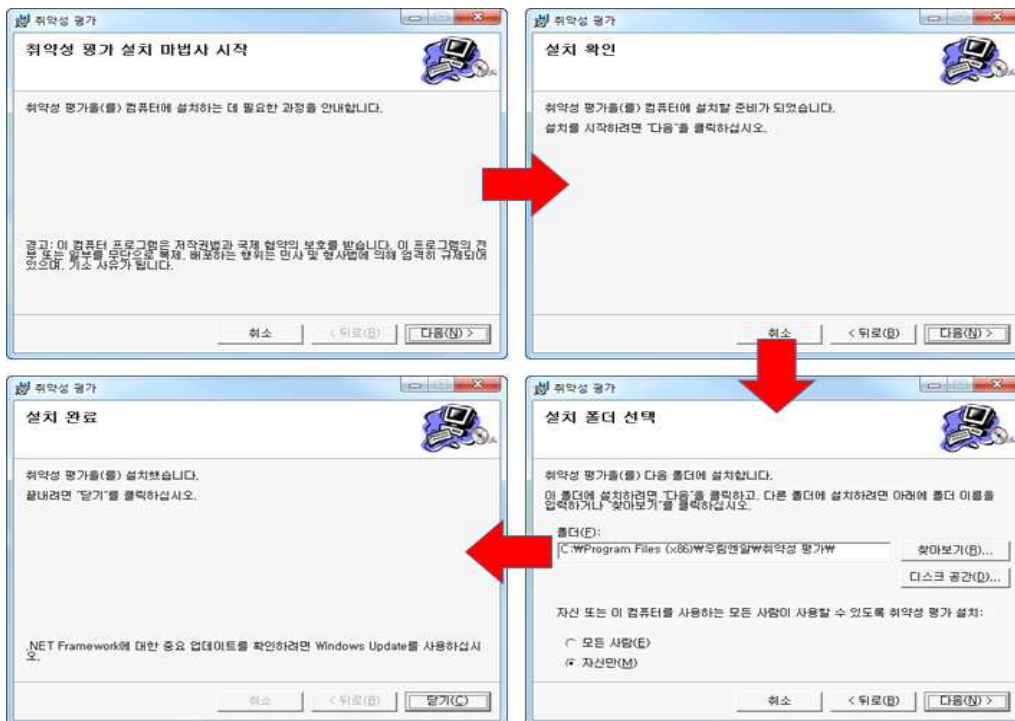 취약성 평가
취약성 평가 설치 마법사 시작
취약성 평가을(를) 컴퓨터에 설치하는 데 필요한 과정을 안내합니다.
경고: 이 컴퓨터 프로그램은 저작권법과 국제 협약의 보호를 받습니다. 이 프로그램의 전
부 또는 일부를 무단으로 복제, 배포하는 행위는 민사 및 형사법에 의해 엄격히 규제되어
있으며, 기소 사유가 됩니다.
취소 < 뒤로(B) 다음(N) >
취약성 평가
설치 확인
취약성 평가을(를) 컴퓨터에 설치할 준비가 되었습니다.
설치를 시작하려면 "다음"을 클릭하십시오.
취소 < 뒤로(B) 다음(N) >
취약성 평가
설치 폴더 선택
취약성 평가을(를) 다음 폴더에 설치합니다.
이 폴더에 설치하려면 "다음"을 클릭하고, 다른 폴더에 설치하려면 아래에 폴더 이름을
입력하거나 "찾아보기"를 클릭하십시오.
폴더(F):
C:₩Program Files (x86)₩우림엔알₩취약성 평가₩
찾아보기(R)...
디스크 공간(D)...
자신 또는 이 컴퓨터를 사용하는 모든 사람이 사용할 수 있도록 취약성 평가 설치:
모든 사람(E)
자신만(M)
취소 < 뒤로(B) 다음(N) >
취약성 평가
설치 완료
취약성 평가을(를) 설치했습니다.
끝내려면 "닫기"를 클릭하십시오.
.NET Framework에 대한 중요 업데이트를 확인하려면 Windows Update를 사용하십시
오.
취소 < 뒤로(B) 닫기(C)